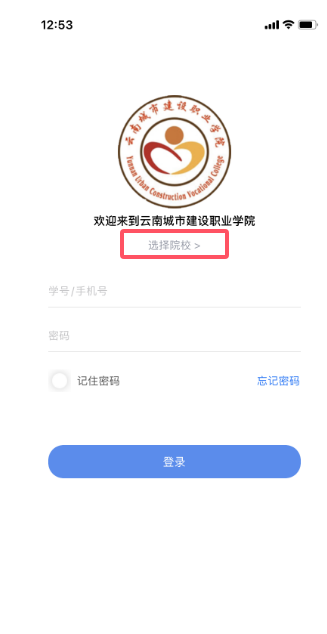 12:53
云南城市建设职业学院
Yunnan Urban Construction Vocational College
欢迎来到云南城市建设职业学院
选择院校 >
学号/手机号
密码
记住密码 忘记密码
登录